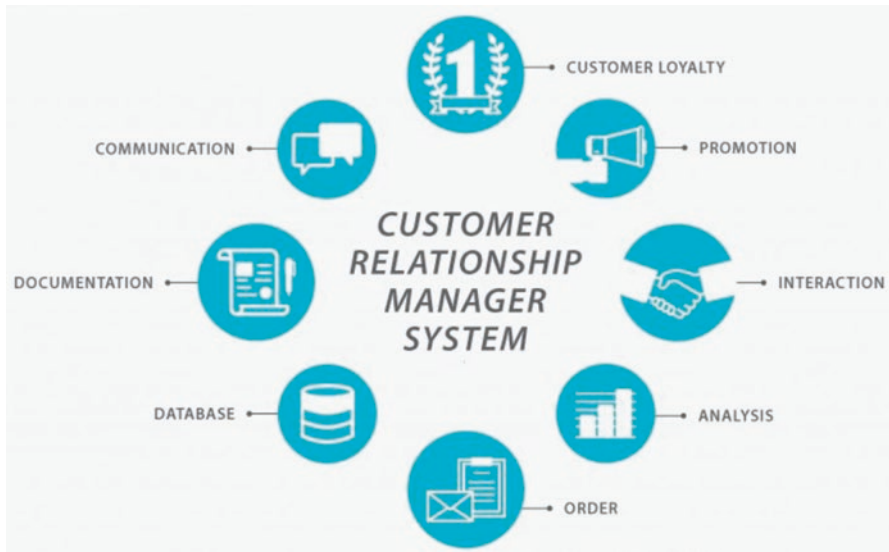 1
CUSTOMER LOYALTY
COMMUNICATION
PROMOTION
CUSTOMER
RELATIONSHIP
MANAGER
SYSTEM
DOCUMENTATION
INTERACTION
DATABASE
ANALYSIS
ORDER